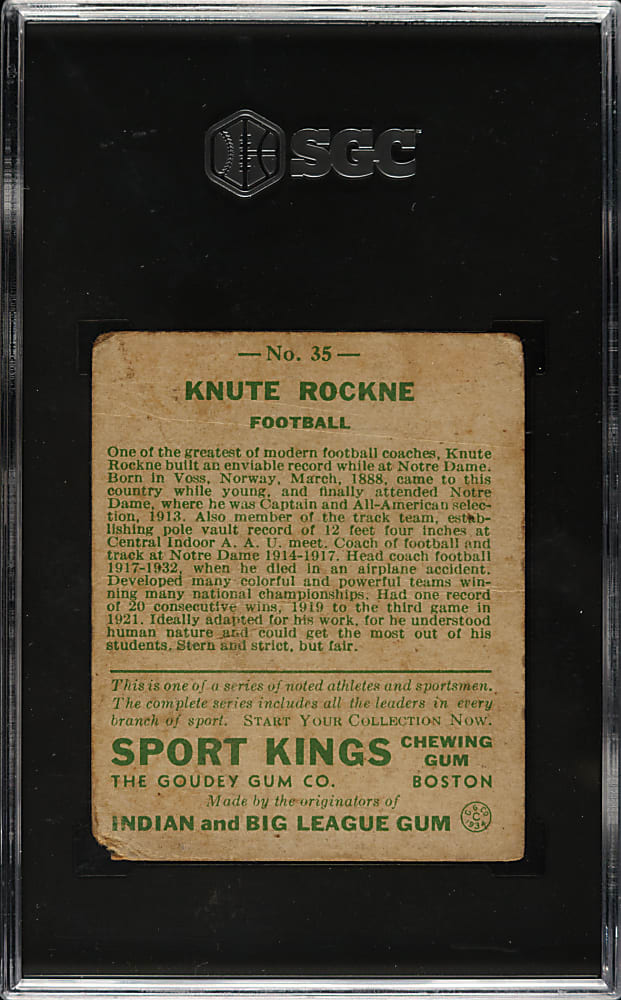 SGC
— No. 35 —
KNUTE ROCKNE
FOOTBALL
One of the greatest of modern football coaches, Knute
Rockne built an enviable record while at Notre Dame.
Born in Voss, Norway, March, 1888, came to this
country while young, and finally attended Notre
Dame, where he was Captain and All-American selec-
tion, 1913. Also member of the track team, estab-
lishing pole vault record of 12 feet four inches at
Central Indoor A. A. U. meet. Coach of football and
track at Notre Dame 1914-1917. Head coach football
1917-1932, when he died in an airplane accident.
Developed many colorful and powerful teams win-
ning many national championships. Had one record
of 20 consecutive wins, 1919 to the third game in
1921. Ideally adapted for his work, for he understood
human nature and could get the most out of his
students. Stern and strict, but fair.
This is one of a series of noted athletes and sportsmen.
The complete series includes all the leaders in every
branch of sport. START YOUR COLLECTION NOW.
SPORT KINGS CHEWING GUM
THE GOUDEY GUM CO. BOSTON
Made by the originators of
INDIAN and BIG LEAGUE GUM
G. G. CO. C 1934